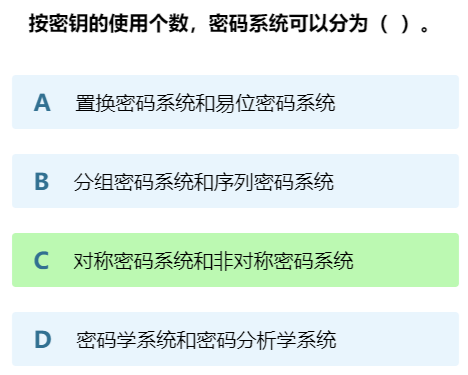 按密钥的使用个数，密码系统可以分为（ ）。
A 置换密码系统和易位密码系统
B 分组密码系统和序列密码系统
C 对称密码系统和非对称密码系统
D 密码学系统和密码分析学系统